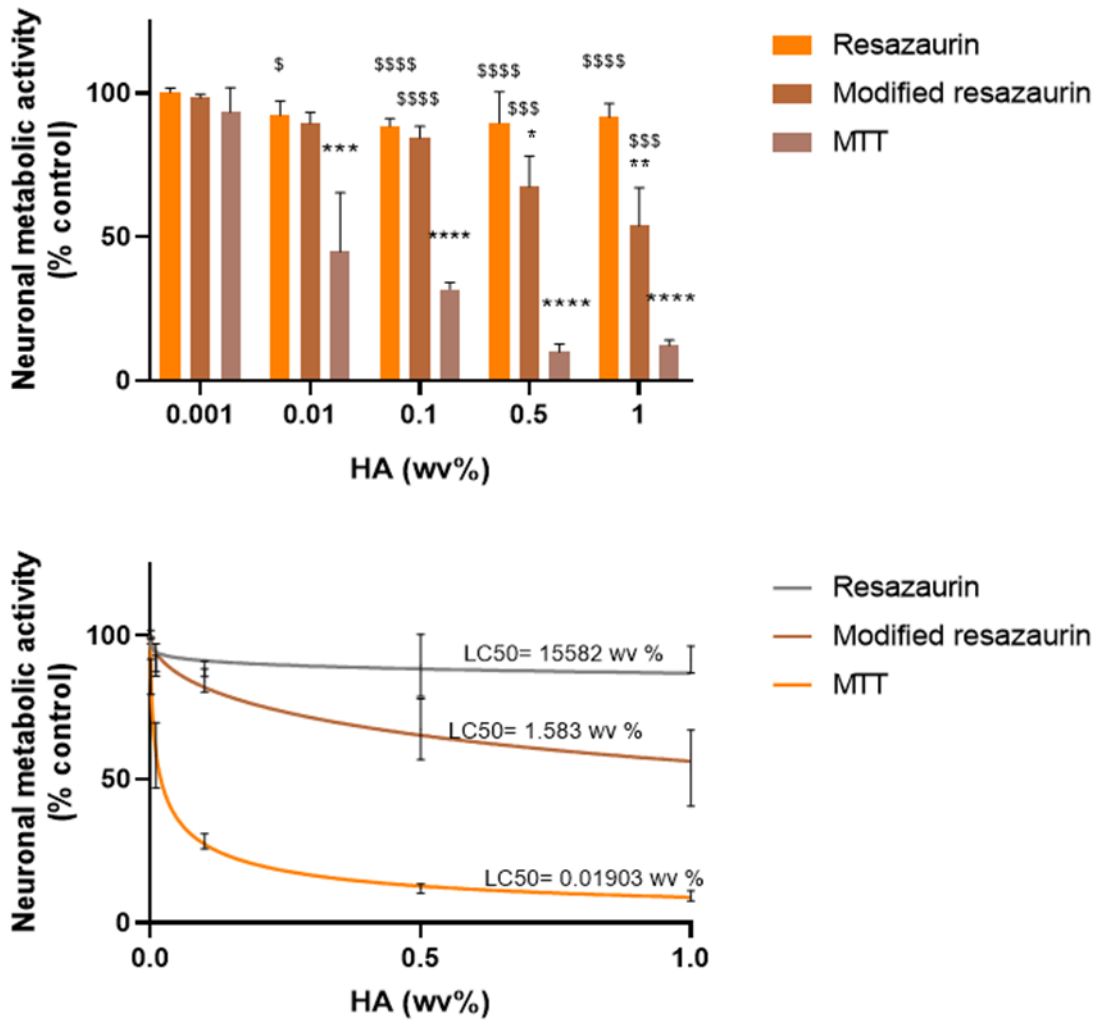 Neuronal metabolic activity
(% control)
100
50
0
$
$$$$
$$$$
$$$$
$$$
*
$$$$
$$$
**
***
****
****
****
0.001
0.01
0.1
0.5
1
HA (wv%)
Resazaurin
Modified resazaurin
MTT
Neuronal metabolic activity
(% control)
100
50
0
LC50= 15582 wv %
LC50= 1.583 wv %
LC50= 0.01903 wv %
0.0
0.5
1.0
HA (wv%)
Resazaurin
Modified resazaurin
MTT